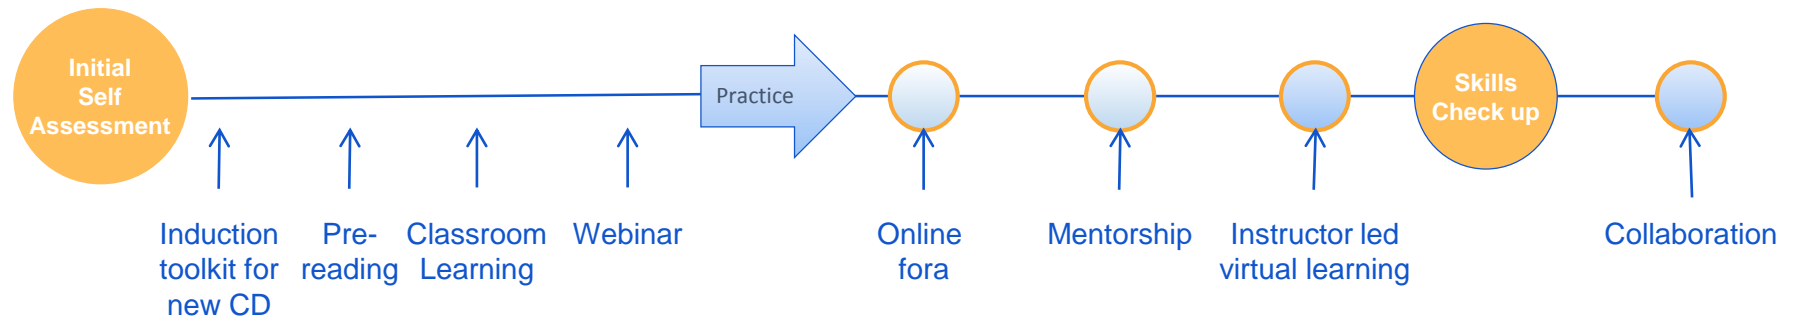 Initial
Self
Assessment
Practice
Skills
Check up
Induction
toolkit for
new CD
Pre-
reading
Classroom
Learning
Webinar
Online
fora
Mentorship
Instructor led
virtual learning
Collaboration